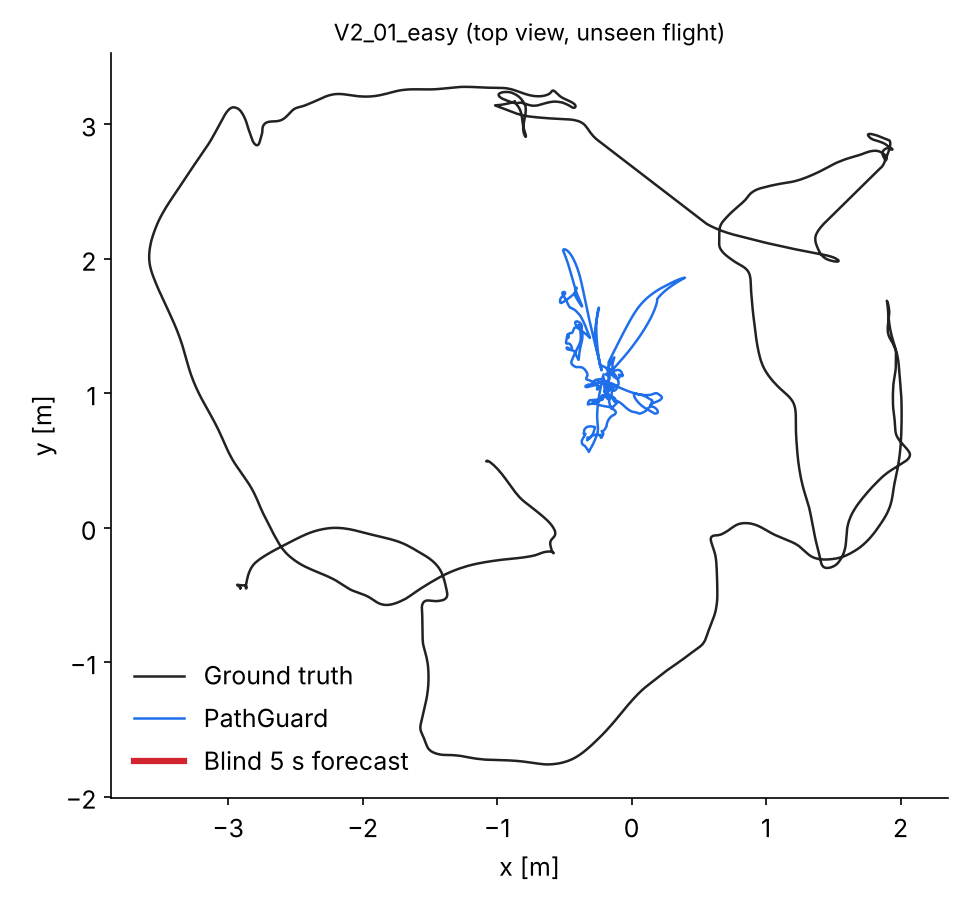 V2_01_easy (top view, unseen flight)
3
2
1
0
−1
−2
y [m]
Ground truth
PathGuard
Blind 5 s forecast
−3
−2
−1
0
1
2
x [m]